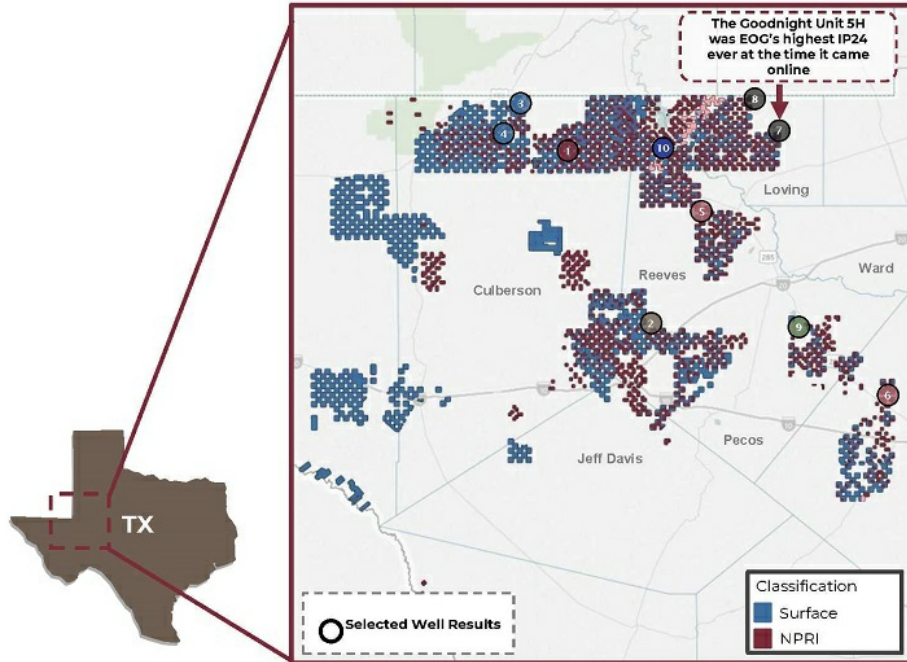 The Goodnight Unit 5H
was EOG's highest IP24
ever at the time it came
online
3
8
4
7
1
10
Loving
5
285
Culberson
Reeves
Ward
20
2
9
6
10
Pecos
Jeff Davis
TX
Selected Well Results
Classification
Surface
NPRI